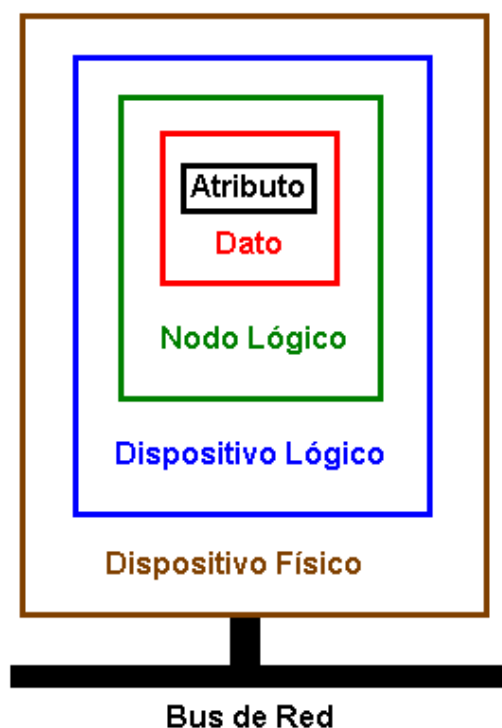 Atributo
Dato
Nodo Lógico
Dispositivo Lógico
Dispositivo Físico
Bus de Red